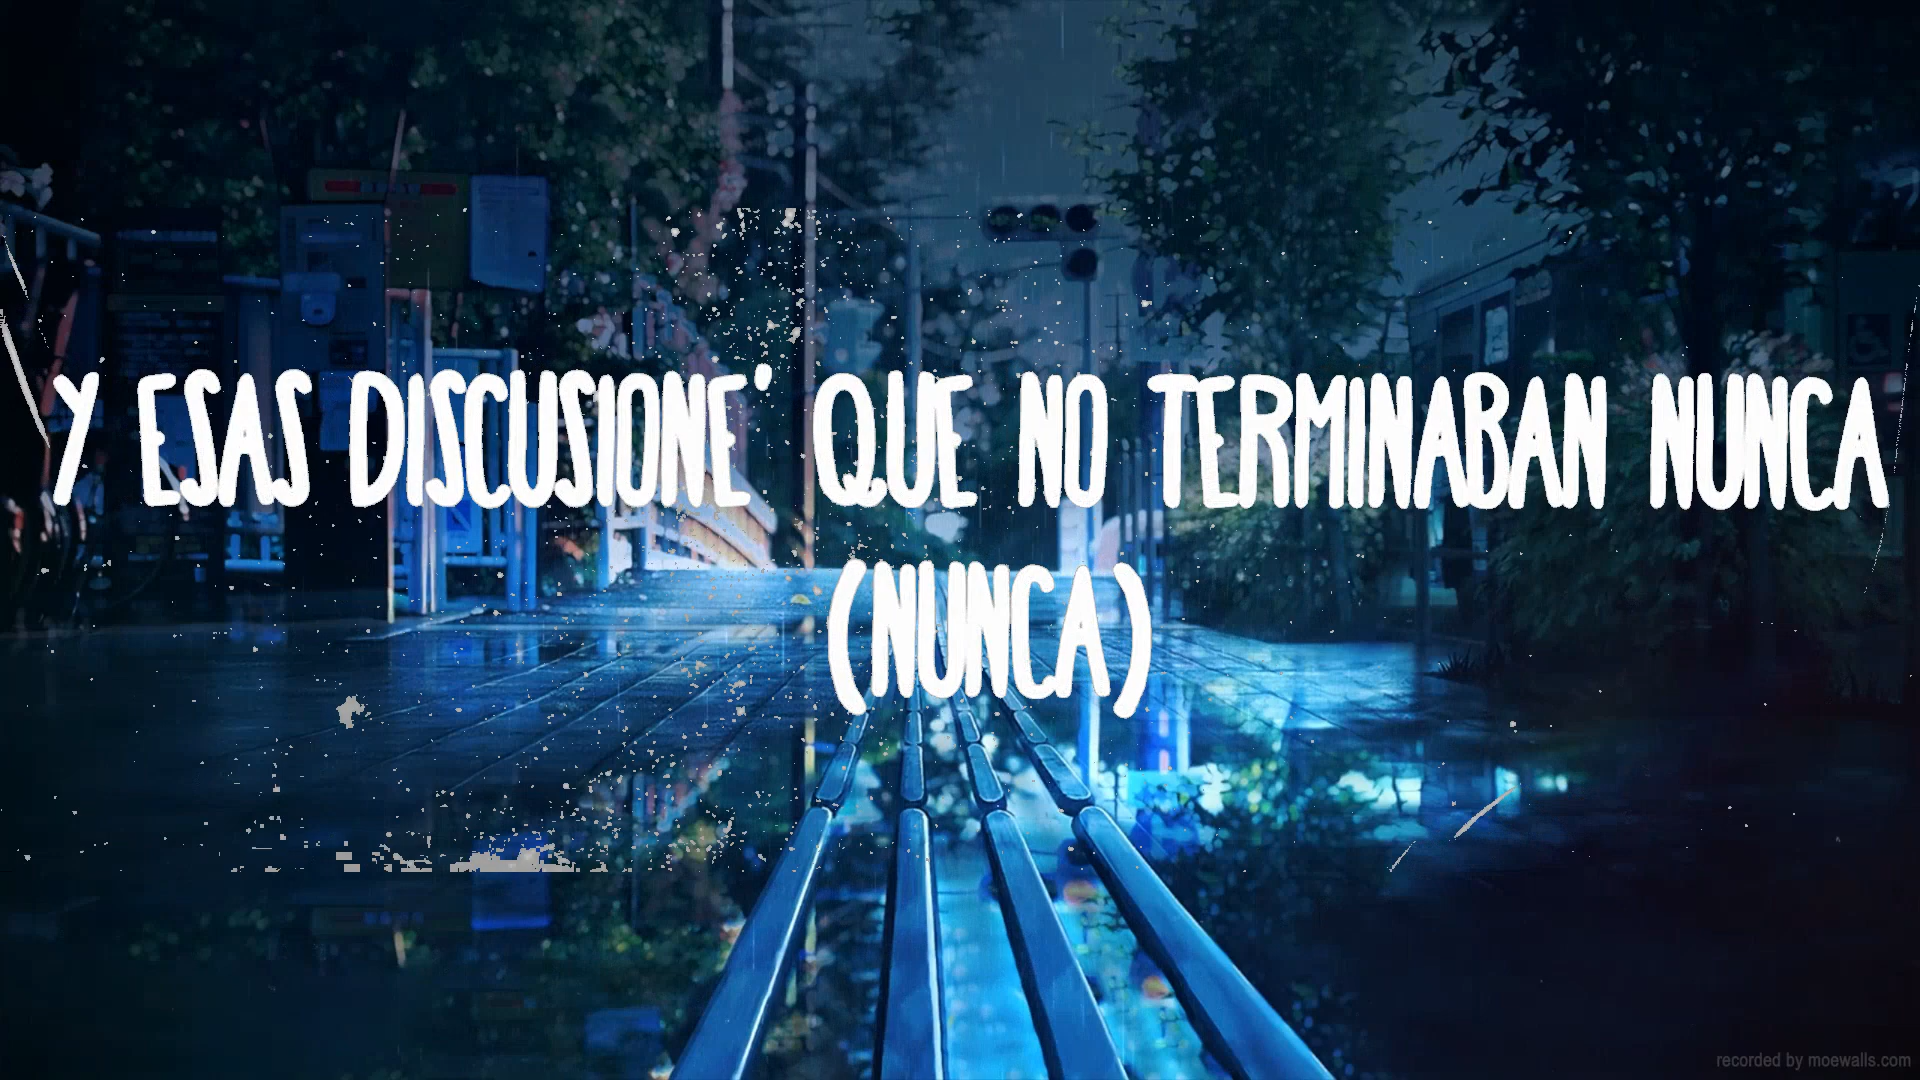 Y ESAS DISCUSIONE' QUE NO TERMINABAN NUNCA
(NUNCA)
recorded by moewalls.com